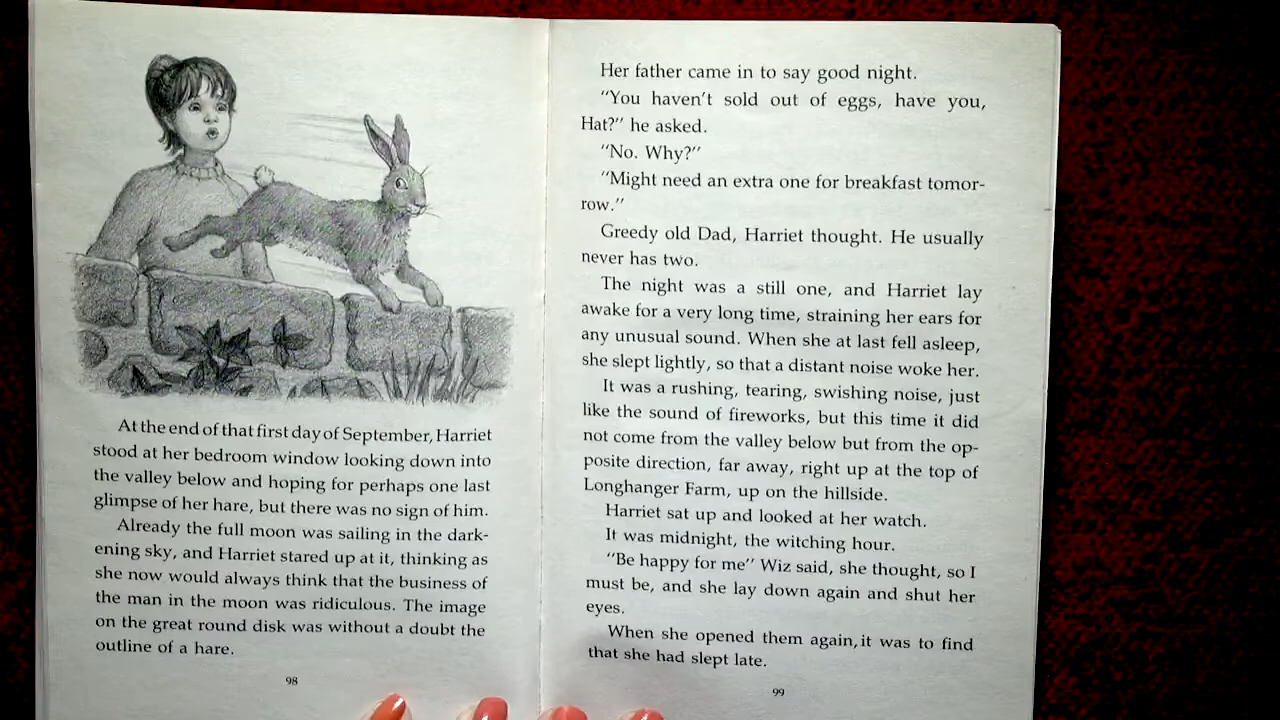 At the end of that first day of September, Harriet
stood at her bedroom window looking down into
the valley below and hoping for perhaps one last
glimpse of her hare, but there was no sign of him.
Already the full moon was sailing in the dark-
ening sky, and Harriet stared up at it, thinking as
she now would always think that the business of
the man in the moon was ridiculous. The image
on the great round disk was without a doubt the
outline of a hare.
98
Her father came in to say good night.
“You haven’t sold out of eggs, have you,
Hat?” he asked.
“No. Why?”
“Might need an extra one for breakfast tomor-
row.”
Greedy old Dad, Harriet thought. He usually
never has two.
The night was a still one, and Harriet lay
awake for a very long time, straining her ears for
any unusual sound. When she at last fell asleep,
she slept lightly, so that a distant noise woke her.
It was a rushing, tearing, swishing noise, just
like the sound of fireworks, but this time it did
not come from the valley below but from the op-
posite direction, far away, right up at the top of
Longhanger Farm, up on the hillside.
Harriet sat up and looked at her watch.
It was midnight, the witching hour.
“Be happy for me” Wiz said, she thought, so I
must be, and she lay down again and shut her
eyes.
When she opened them again, it was to find
that she had slept late.
99